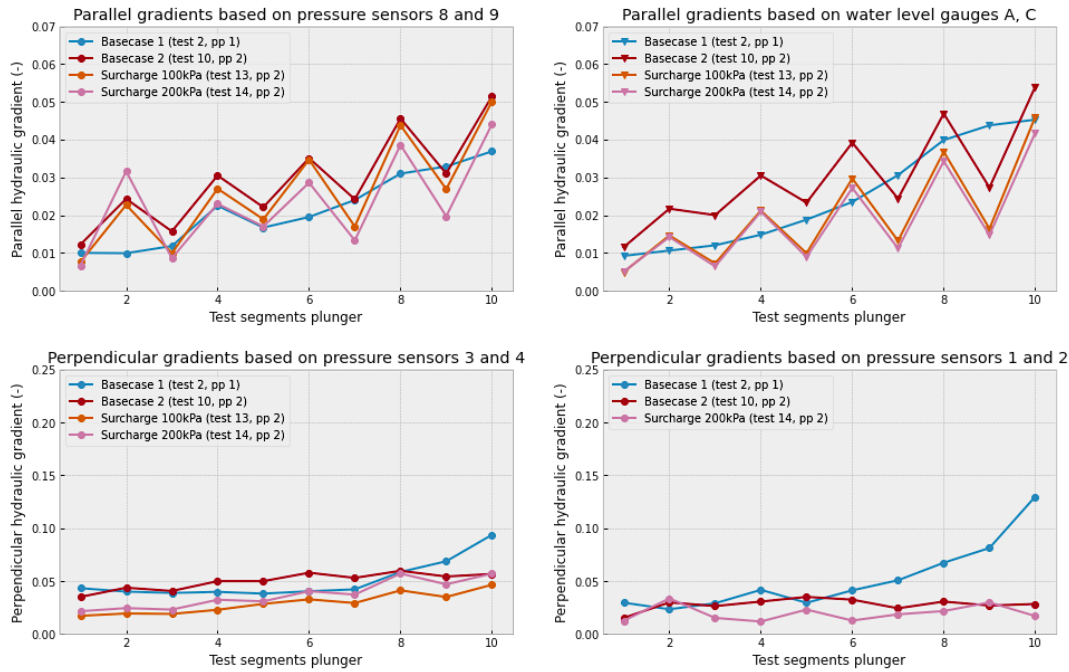 Parallel gradients based on pressure sensors 8 and 9
Parallel hydraulic gradient (-)
0.07
0.06
0.05
0.04
0.03
0.02
0.01
0.00
Basecase 1 (test 2, pp 1)
Basecase 2 (test 10, pp 2)
Surcharge 100kPa (test 13, pp 2)
Surcharge 200kPa (test 14, pp 2)
2 4 6 8 10
Test segments plunger
Parallel gradients based on water level gauges A, C
Parallel hydraulic gradient (-)
0.07
0.06
0.05
0.04
0.03
0.02
0.01
0.00
Basecase 1 (test 2, pp 1)
Basecase 2 (test 10, pp 2)
Surcharge 100kPa (test 13, pp 2)
Surcharge 200kPa (test 14, pp 2)
2 4 6 8 10
Test segments plunger
Perpendicular gradients based on pressure sensors 3 and 4
Perpendicular hydraulic gradient (-)
0.25
0.20
0.15
0.10
0.05
0.00
Basecase 1 (test 2, pp 1)
Basecase 2 (test 10, pp 2)
Surcharge 100kPa (test 13, pp 2)
Surcharge 200kPa (test 14, pp 2)
2 4 6 8 10
Test segments plunger
Perpendicular gradients based on pressure sensors 1 and 2
Perpendicular hydraulic gradient (-)
0.25
0.20
0.15
0.10
0.05
0.00
Basecase 1 (test 2, pp 1)
Basecase 2 (test 10, pp 2)
Surcharge 200kPa (test 14, pp 2)
2 4 6 8 10
Test segments plunger